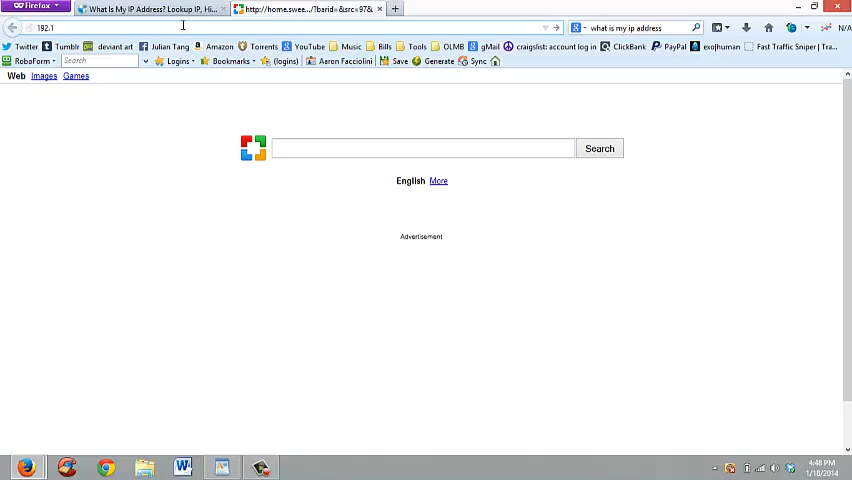 Firefox What Is My IP Address? Lookup IP, Hi... http://home.swee.../?barid=&src=97&
192.1 what is my ip address N/A
Twitter Tumblr deviant art Julian Tang Amazon Torrents YouTube Music Bills Tools OLMB gMail craigslist: account log in ClickBank PayPal exo|human Fast Traffic Sniper | Tra...
RoboForm Search Logins Bookmarks (logins) Aaron Facciolini Save Generate Sync
Web Images Games
Search
English More
Advertisement
4:48 PM
1/18/2014